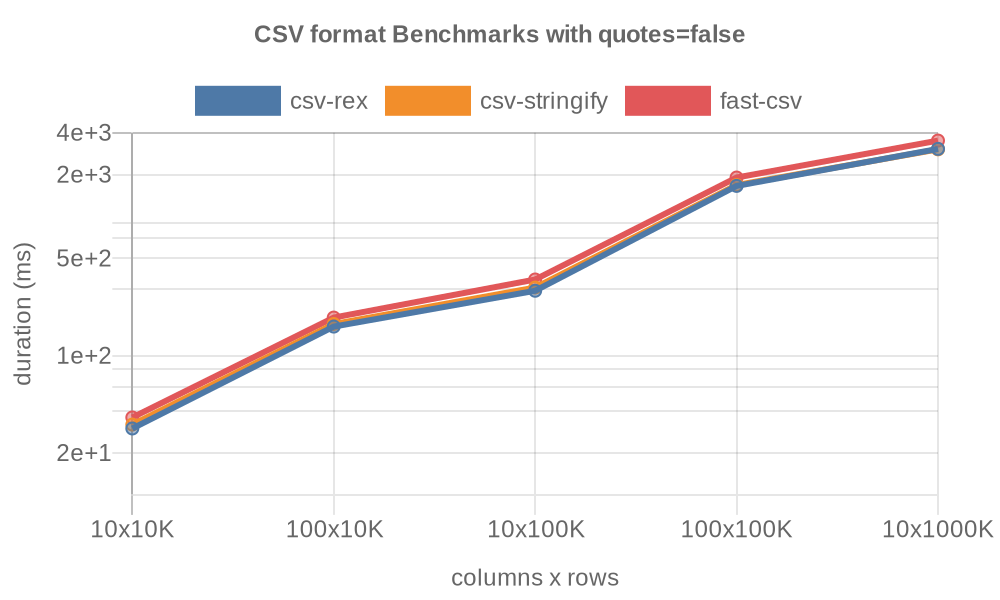 CSV format Benchmarks with quotes=false
csv-rex csv-stringify fast-csv
4e+3
2e+3
5e+2
1e+2
2e+1
duration (ms)
10x10K 100x10K 10x100K 100x100K 10x1000K
columns x rows